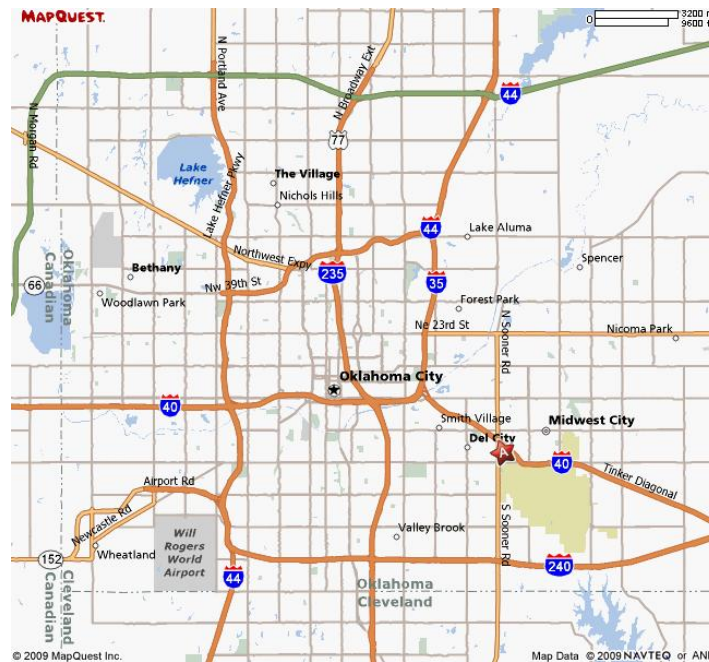 MAPQUEST.
0
3200 m
9600 f
N Portland Ave
N Broadway Ext
44
N Morgan Rd
77
Lake
Hefner
Lake Hefner Pkwy
The Village
Nichols Hills
44
Lake Aluma
Northwest Expy
235
35
Spencer
Oklahoma
Canadian
Bethany
66
Woodlawn Park
Nw 39th St
Forest Park
Ne 23rd St
N Sooner Rd
Nicoma Park
Oklahoma City
40
Smith Village
Midwest City
Del City
A
40
Tinker Diagonal
Airport Rd
Newcastle Rd
Will
Rogers
World
Airport
Valley Brook
S Sooner Rd
Wheatland
152
240
44
Cleveland
Canadian
Oklahoma
Cleveland
© 2009 MapQuest Inc.
Map Data © 2009 NAVTEQ or AN